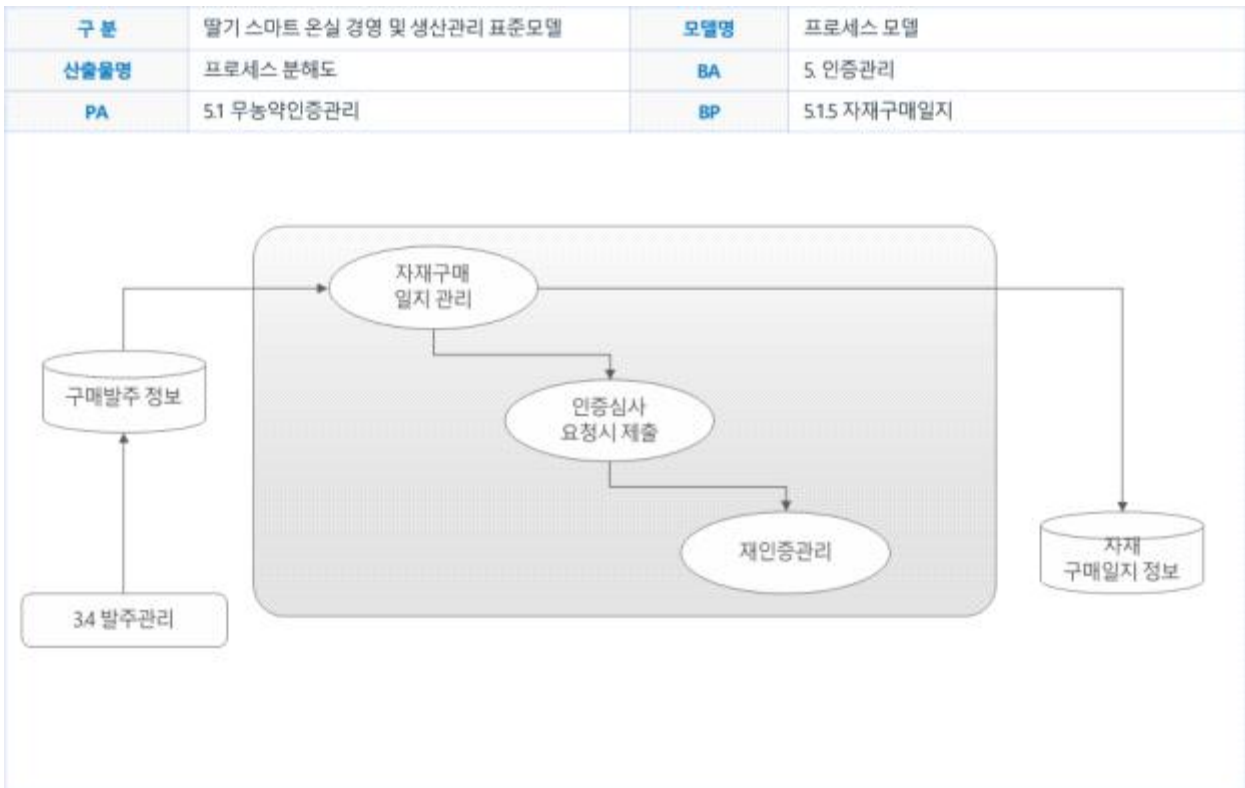 구 분 딸기 스마트 온실 경영 및 생산관리 표준모델 모델명 프로세스 모델
산출물명 프로세스 분해도 BA 5. 인증관리
PA 5.1 무농약인증관리 BP 5.1.5 자재구매일지
자재구매
일지 관리
구매발주 정보
인증심사
요청시 제출
재인증관리
자재
구매일지 정보
3.4 발주관리